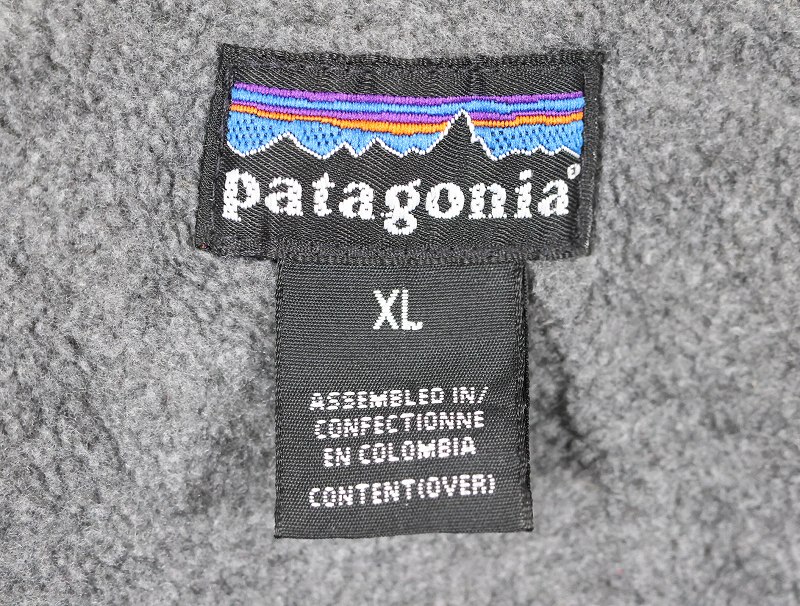 patagonia®
XL
ASSEMBLED IN/
CONFECTIONNE
EN COLOMBIA
CONTENT(OVER)